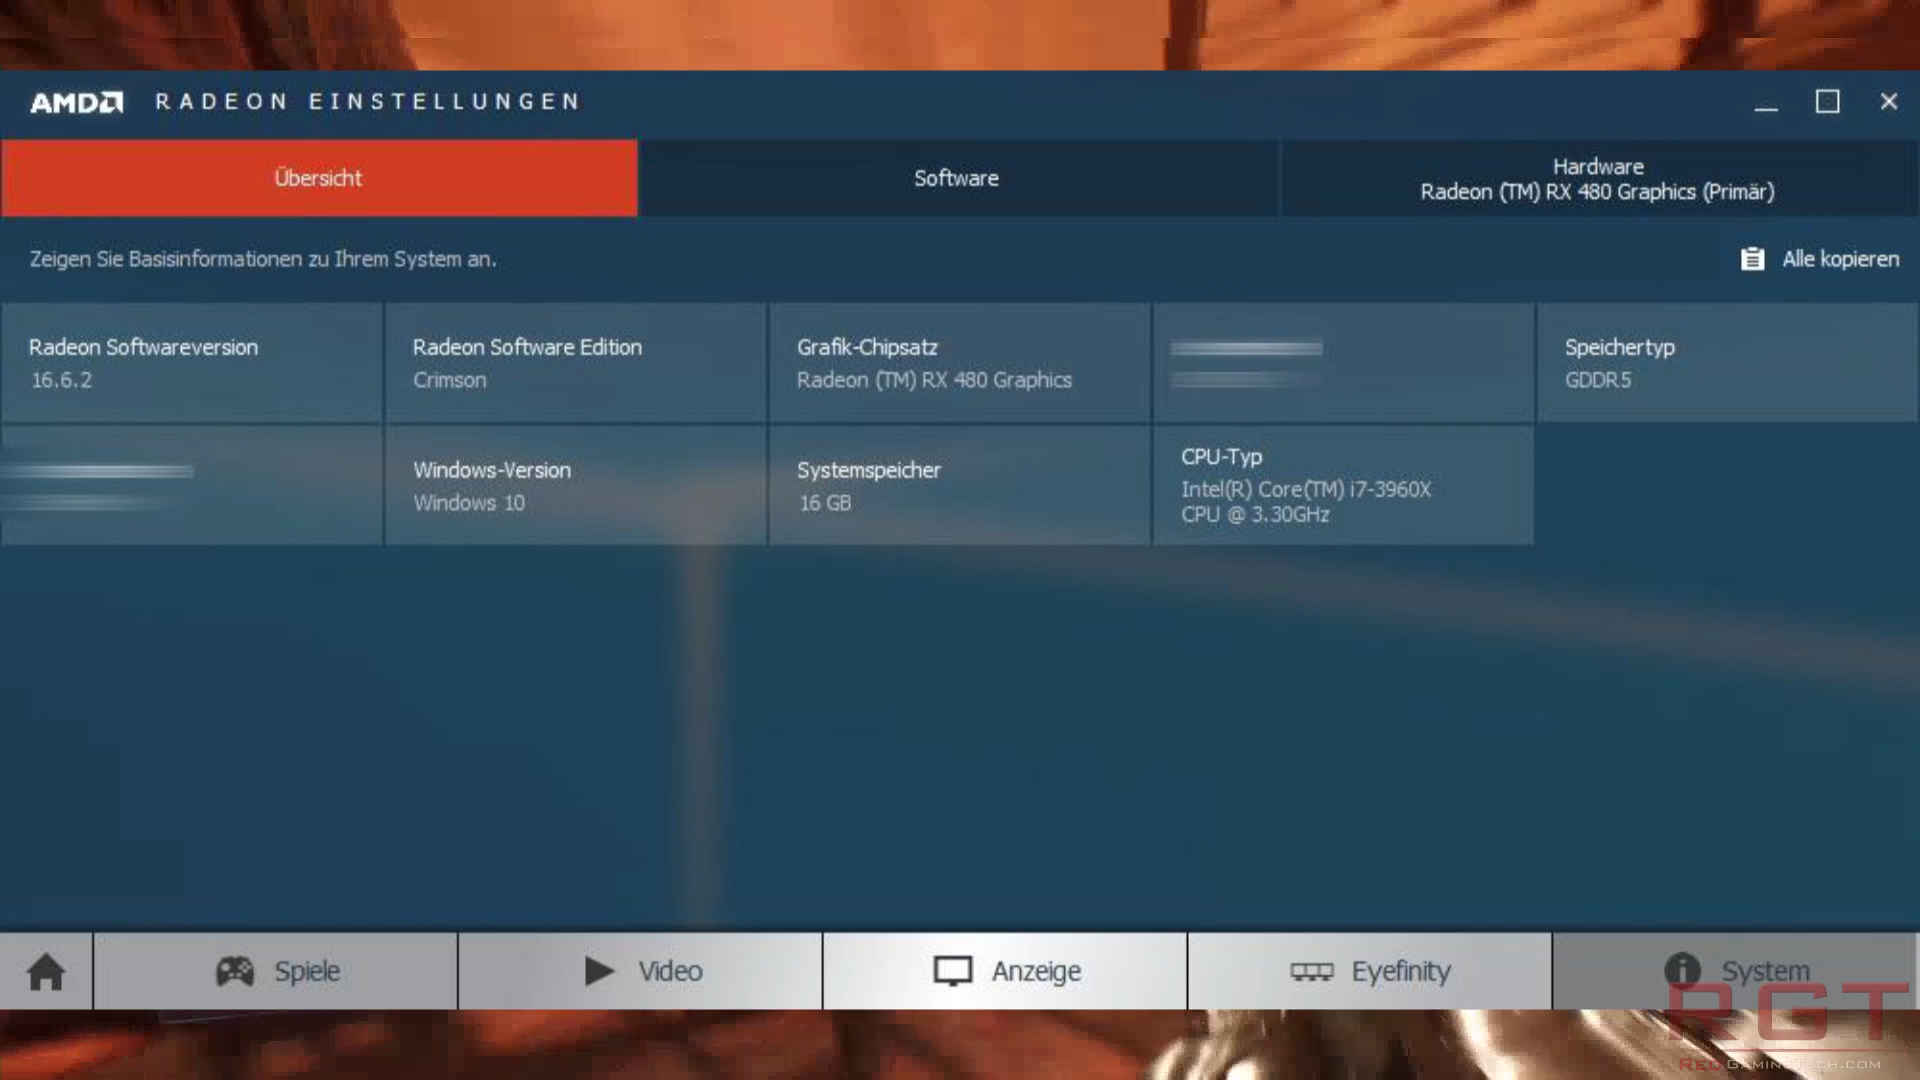 AMD
RADEON EINSTELLUNGEN
Übersicht
Software
Hardware
Radeon (TM) RX 480 Graphics (Primär)
Zeigen Sie Basisinformationen zu Ihrem System an.
Alle kopieren
Radeon Softwareversion
16.6.2
Radeon Software Edition
Crimson
Grafik-Chipsatz
Radeon (TM) RX 480 Graphics
Speichertyp
GDDR5
Windows-Version
Windows 10
Systemspeicher
16 GB
CPU-Typ
Intel(R) Core(TM) i7-3960X
CPU @ 3.30GHz
Spiele
Video
Anzeige
Eyefinity
System
RGT
REDGAMINGTECH.COM